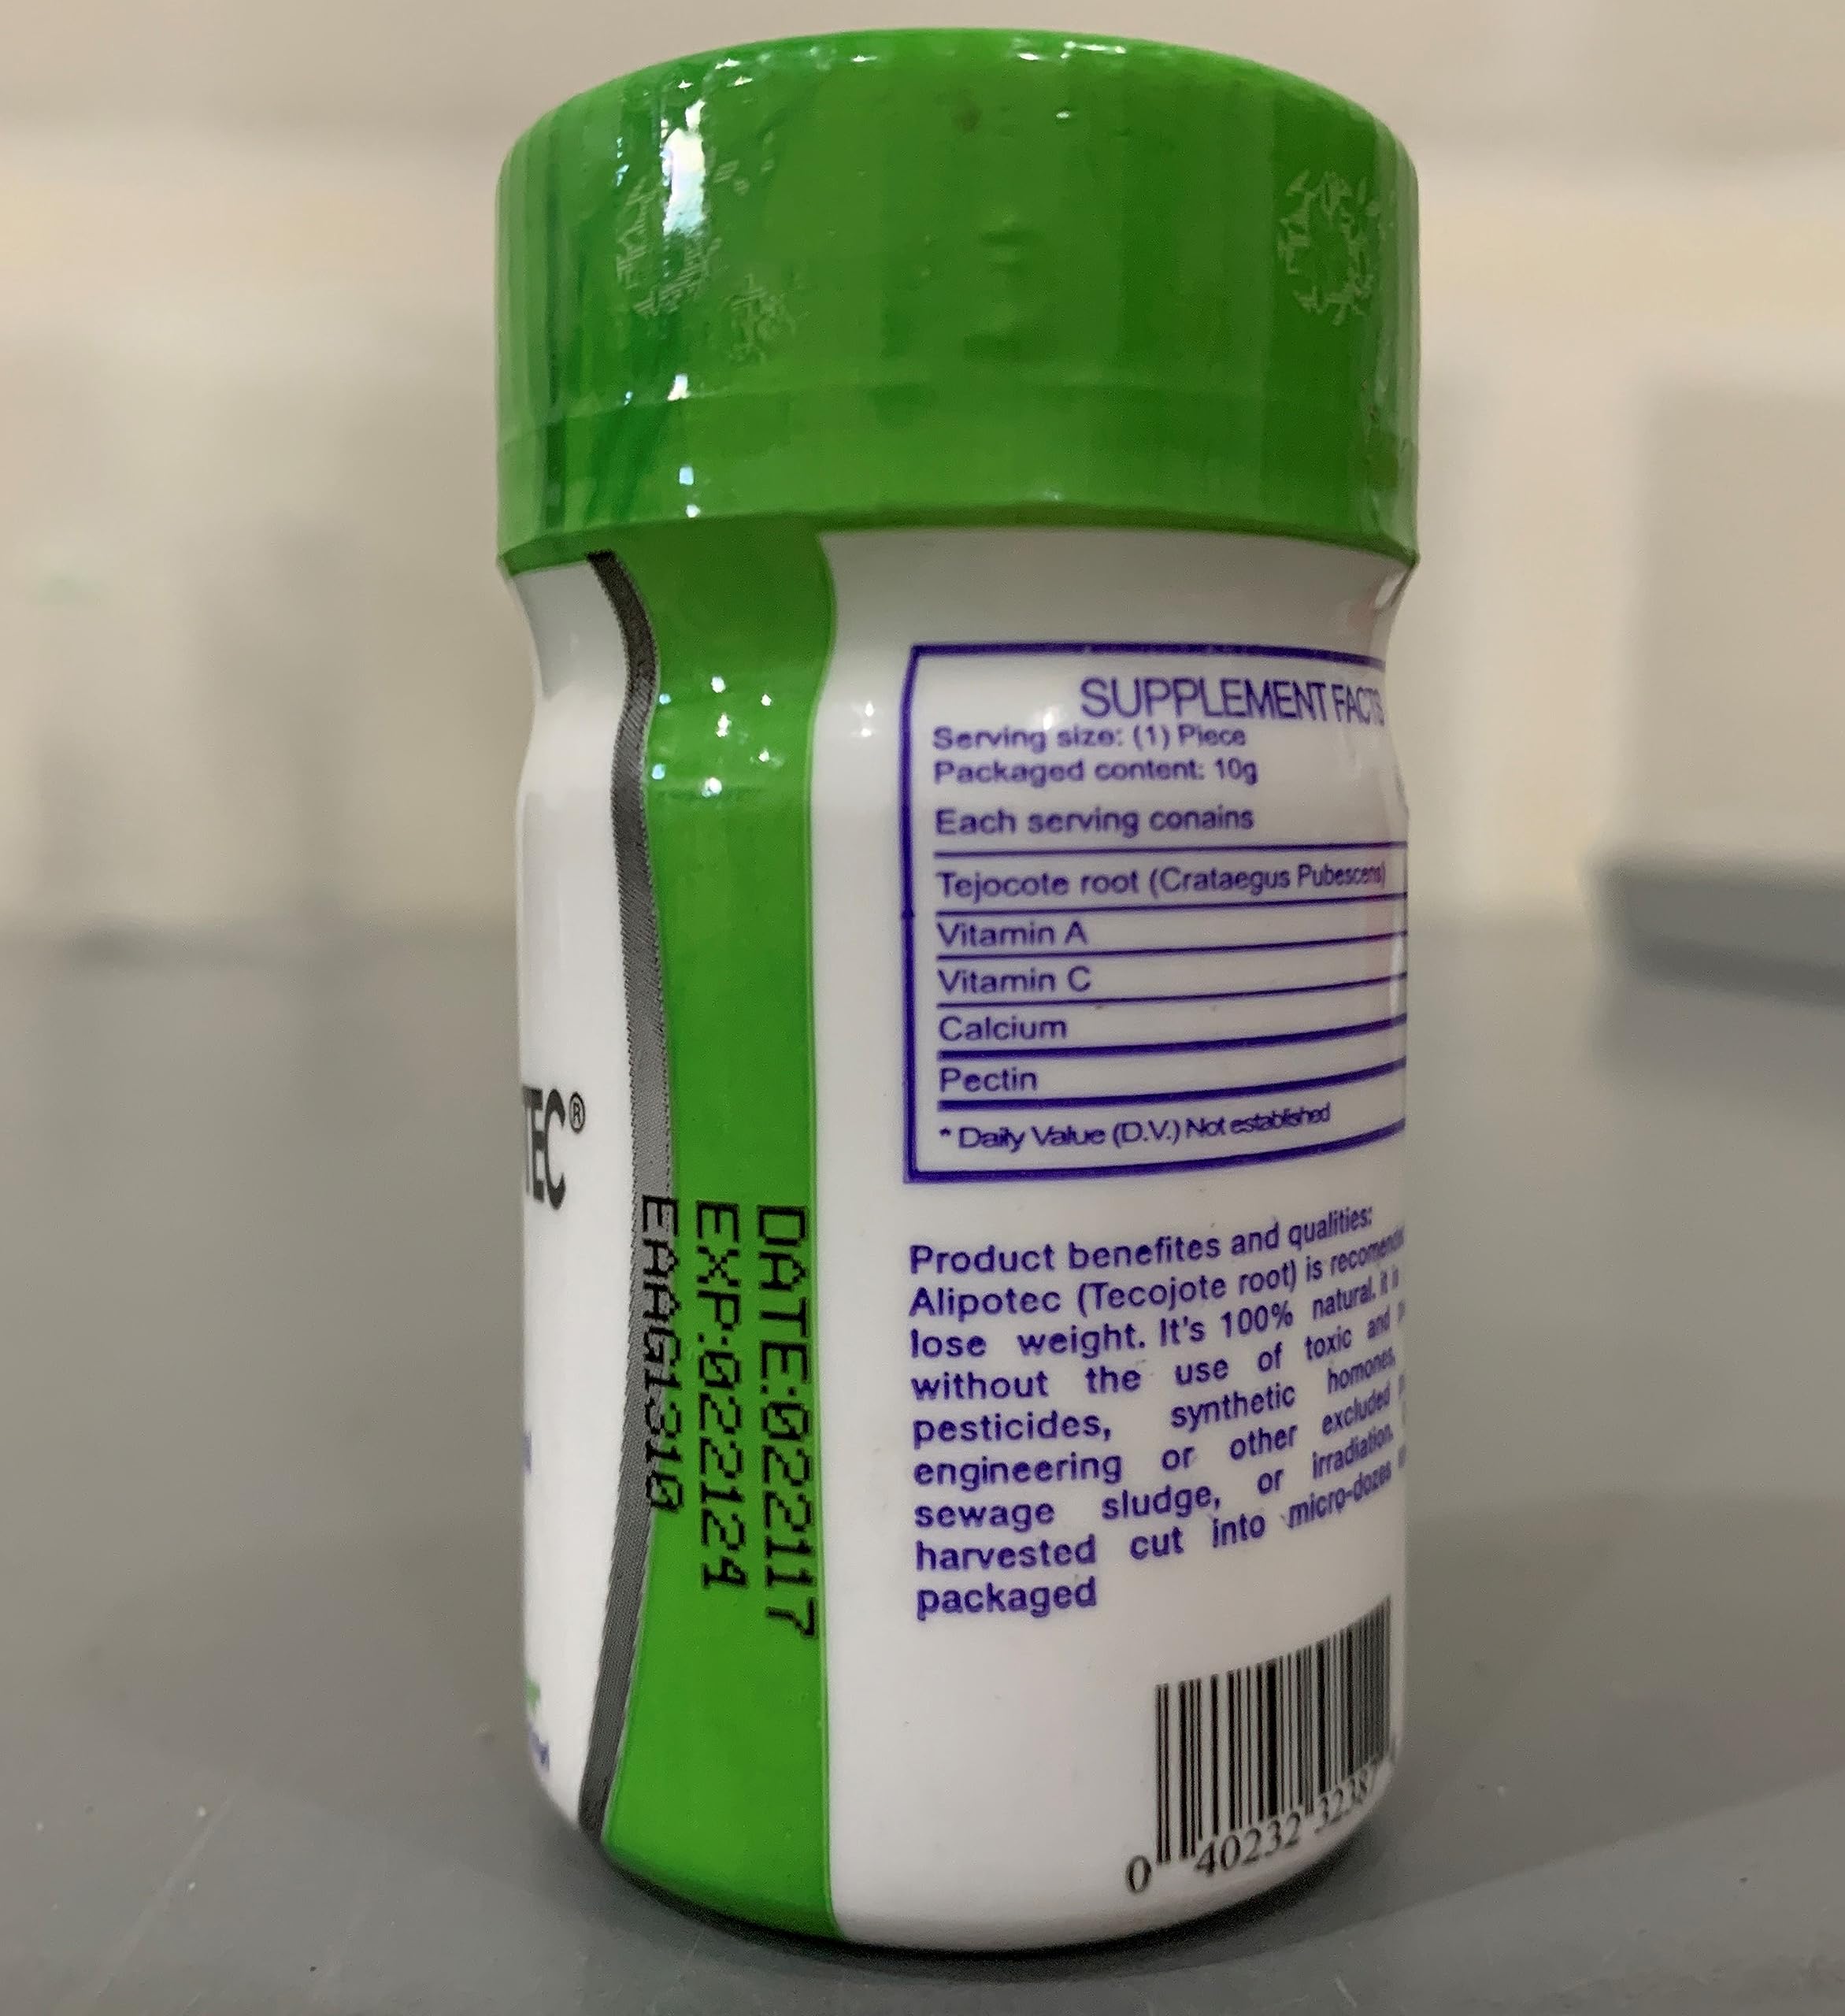 TEC®
DATE:022117
EXP:022124
EAAG1310
SUPPLEMENT FACTS
Serving size: (1) Piece
Packaged content: 10g
Each serving conains
Tejocote root (Crataegus Pubescens)
Vitamin A
Vitamin C
Calcium
Pectin
* Daily Value (D.V.) Not established
Product benefites and qualities:
Alipotec (Tecojote root) is
lose weight. It's 100% natural, it
without the use of toxic and
pesticides, synthetic homones,
engineering or other excluded
sewage sludge, or irradiation.
harvested cut into micro-dozes
packaged
0 40232 32387